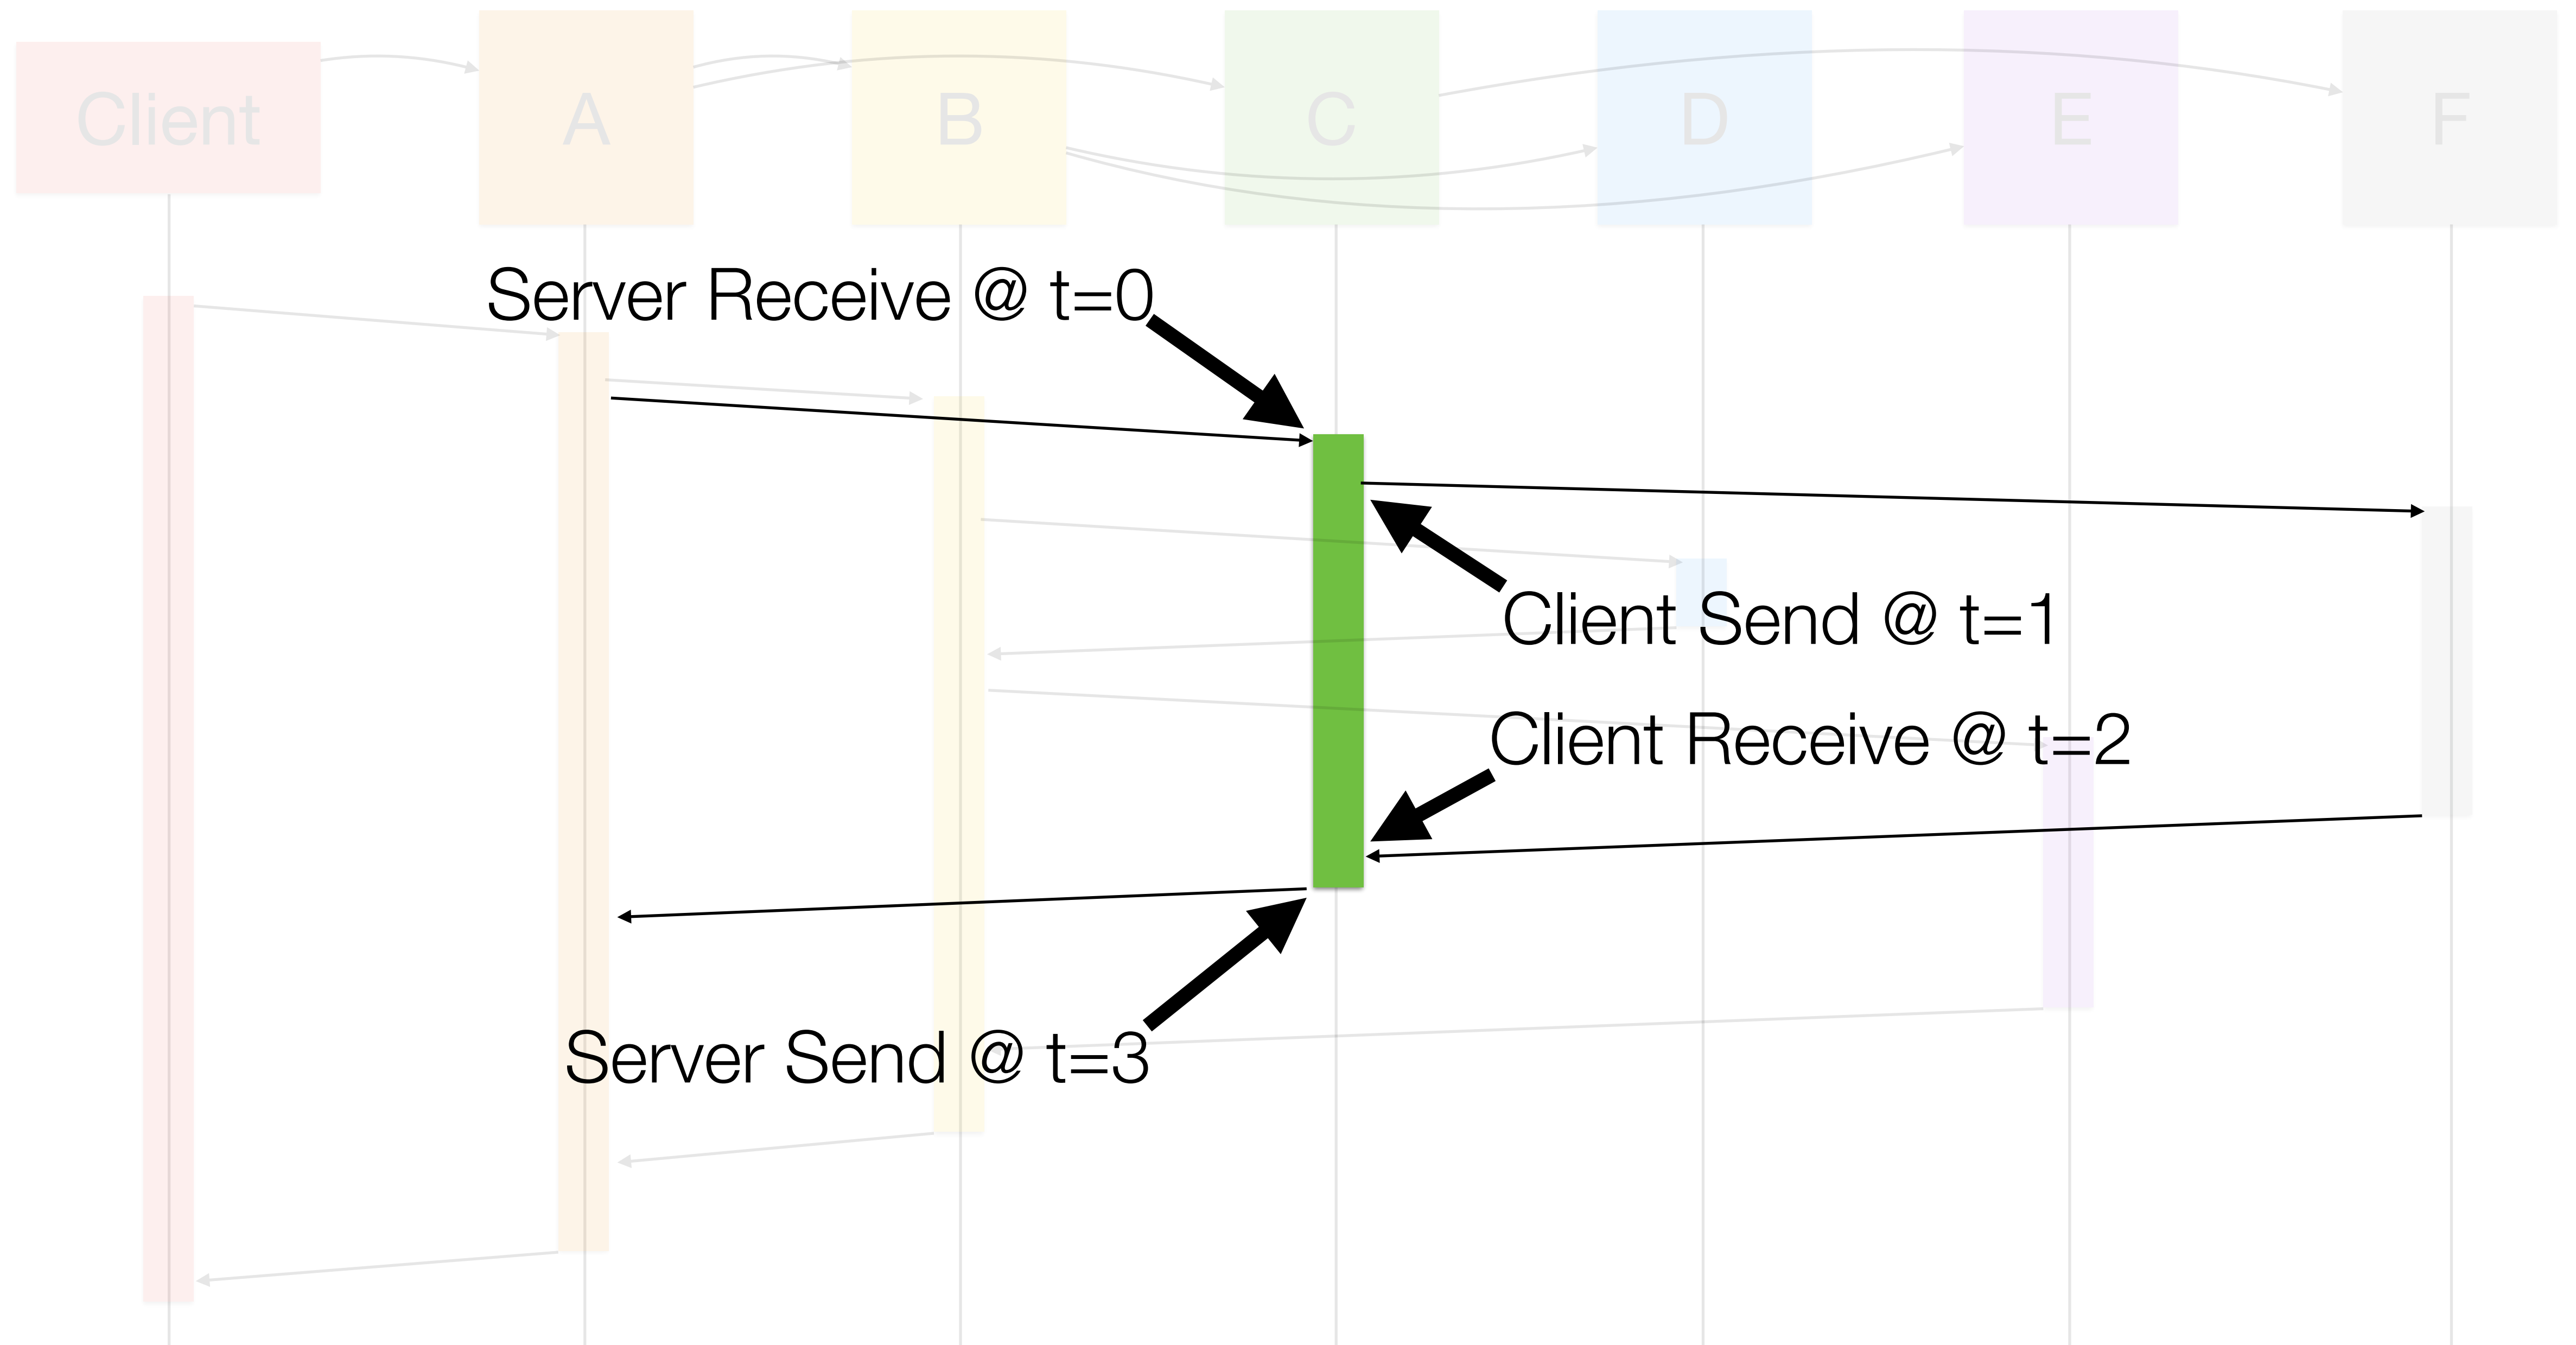 Client
A
B
C
D
E
F
Server Receive @ t=0
Client Send @ t=1
Client Receive @ t=2
Server Send @ t=3